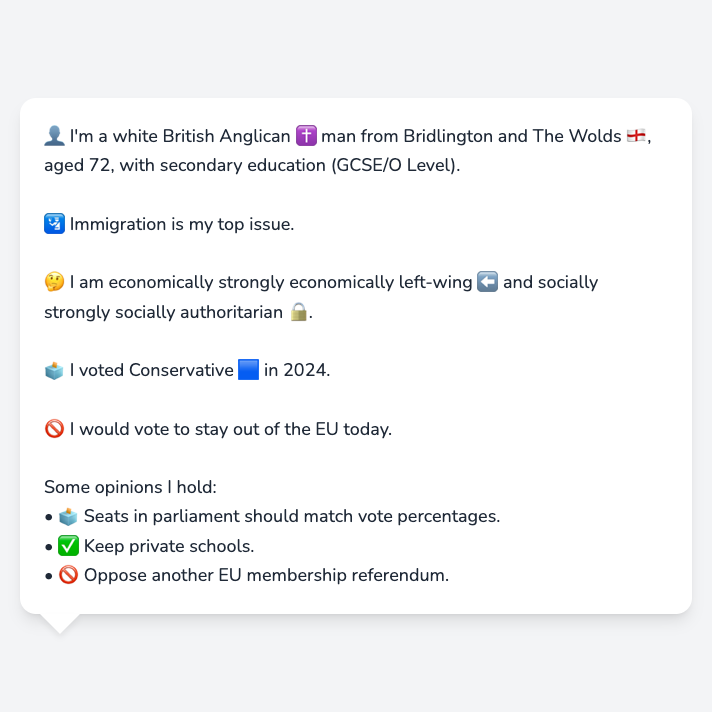 👤 I'm a white British Anglican ✝️ man from Bridlington and The Wolds 🏴󠁧󠁢󠁥󠁮󠁧󠁿,
aged 72, with secondary education (GCSE/O Level).
🛂 Immigration is my top issue.
🤔 I am economically strongly economically left-wing ⬅️ and socially
strongly socially authoritarian 🔒.
🗳️ I voted Conservative 🟦 in 2024.
🚫 I would vote to stay out of the EU today.
Some opinions I hold:
• 🗳️ Seats in parliament should match vote percentages.
• ✅ Keep private schools.
• 🚫 Oppose another EU membership referendum.